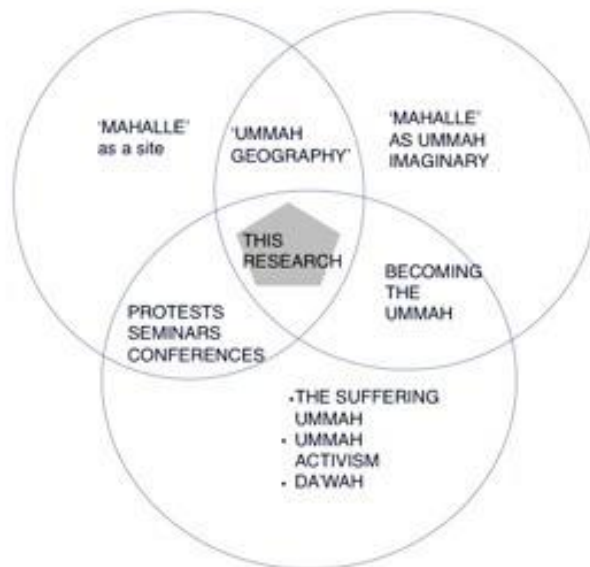 'MAHALLE'
as a site
'UMMAH
GEOGRAPHY'
'MAHALLE'
AS UMMAH
IMAGINARY
THIS
RESEARCH
BECOMING
THE
UMMAH
PROTESTS
SEMINARS
CONFERENCES
•THE SUFFERING
UMMAH
• UMMAH
ACTIVISM
• DA'WAH